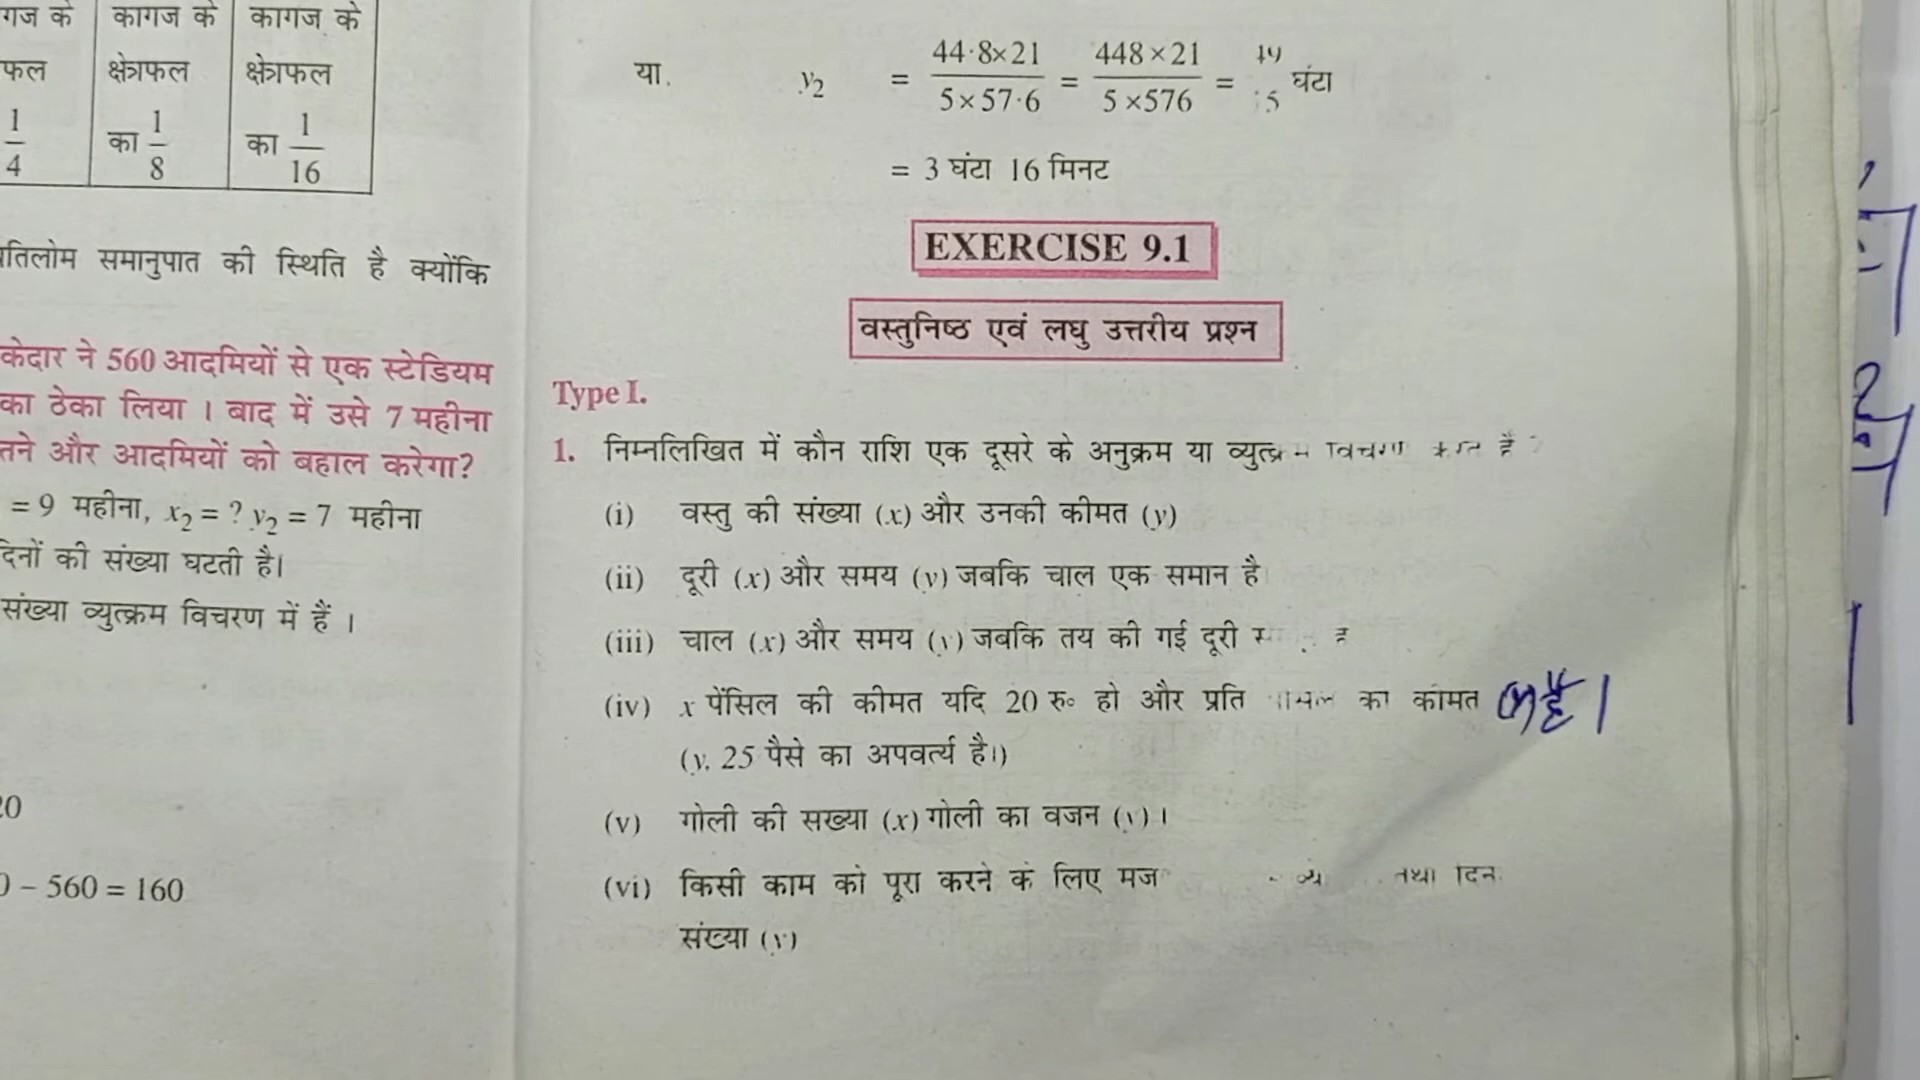 कागज के
क्षेत्रफल
का 1/8
कागज के
क्षेत्रफल
का 1/16
फल
1/4
समानुपात की स्थिति है क्योंकि
केदार ने 560 आदमियों से एक स्टेडियम
का ठेका लिया । बाद में उसे 7 महीना
और आदमियों को बहाल करेगा?
= 9 महीना, x₂ = ? y₂ = 7 महीना
दिनों की संख्या घटती है।
संख्या व्युत्क्रम विचरण में हैं ।
– 560 = 160
या. y₂ = 44·8×21 / 5×57·6 = 448×21 / 5×576 = घंटा
= 3 घंटा 16 मिनट
EXERCISE 9.1
वस्तुनिष्ठ एवं लघु उत्तरीय प्रश्न
Type I.
1. निम्नलिखित में कौन राशि एक दूसरे के अनुक्रम या
(i) वस्तु की संख्या (x) और उनकी कीमत (y)
(ii) दूरी (x) और समय (y) जबकि चाल एक समान है
(iii) चाल (x) और समय (y) जबकि तय की गई दूरी
(iv) x पेंसिल की कीमत यदि 20 रु० हो और प्रति का कीमत
(y, 25 पैसे का अपवर्त्य है।)
(v) गोली की सख्या (x) गोली का वजन (y) ।
(vi) किसी काम को पूरा करने के लिए तथा दिन
संख्या (y)